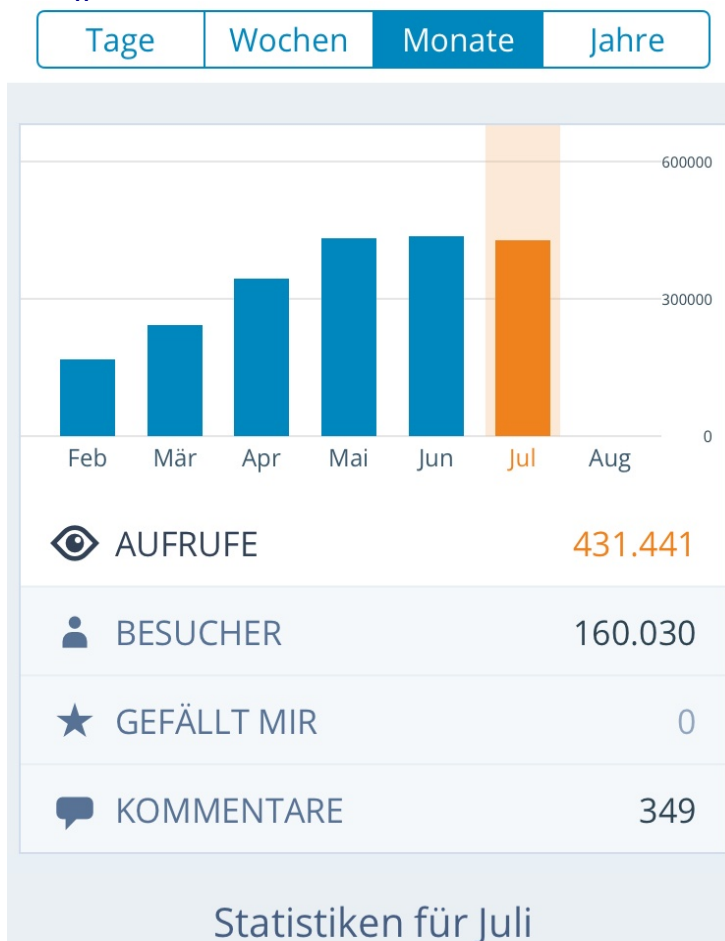 Tage Wochen Monate Jahre
600000
300000
0
Feb Mär Apr Mai Jun Jul Aug
AUFRUFE 431.441
BESUCHER 160.030
GEFÄLLT MIR 0
KOMMENTARE 349
Statistiken für Juli